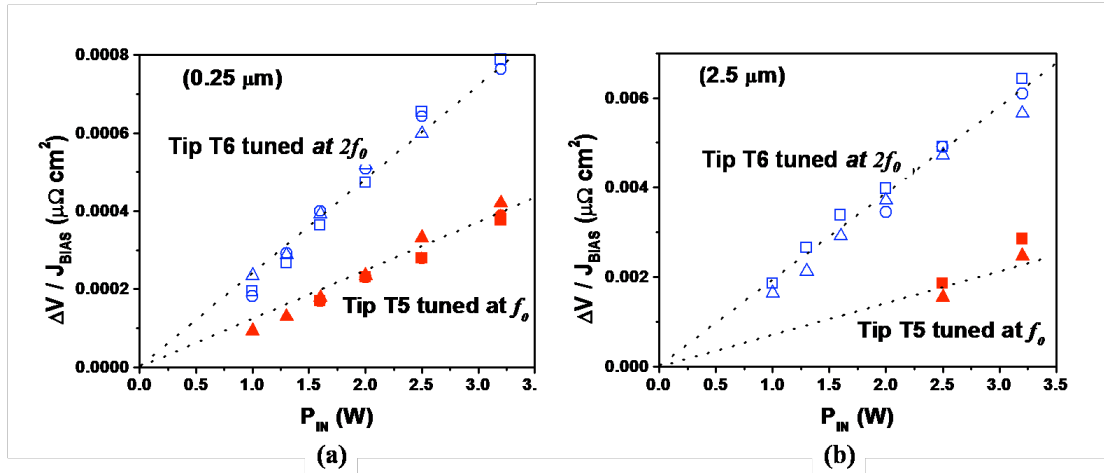 (0.25 μm)
0.0008
0.0006
0.0004
0.0002
0.0000
ΔV / J_BIAS (μΩ cm²)
Tip T6 tuned at 2f₀
Tip T5 tuned at f₀
0.0 0.5 1.0 1.5 2.0 2.5 3.0 3.
P_IN (W)
(a)
(2.5 μm)
0.006
0.004
0.002
0.000
ΔV / J_BIAS (μΩ cm²)
Tip T6 tuned at 2f₀
Tip T5 tuned at f₀
0.0 0.5 1.0 1.5 2.0 2.5 3.0 3.5
P_IN (W)
(b)